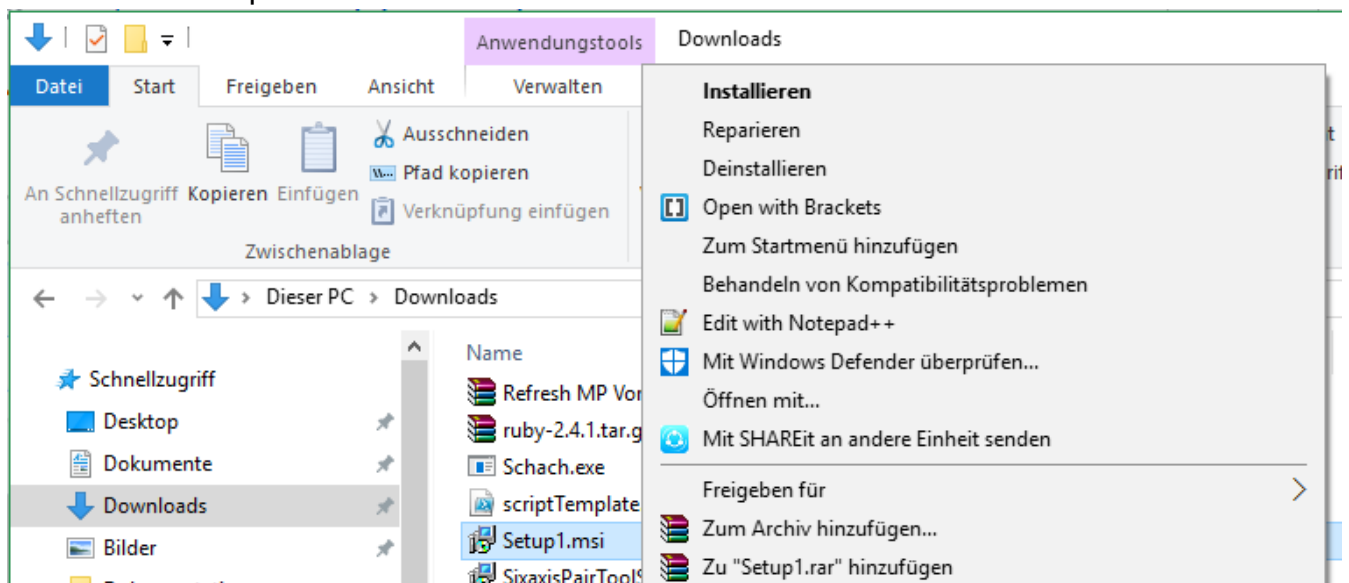 Anwendungstools Downloads
Datei Start Freigeben Ansicht Verwalten
An Schnellzugriff anheften
Kopieren
Einfügen
Ausschneiden
Pfad kopieren
Verknüpfung einfügen
Zwischenablage
Dieser PC > Downloads
Schnellzugriff
Desktop
Dokumente
Downloads
Bilder
Name
Refresh MP Vor
ruby-2.4.1.tar.g
Schach.exe
scriptTemplate
Setup1.msi
SixaxisPairToolS
Installieren
Reparieren
Deinstallieren
Open with Brackets
Zum Startmenü hinzufügen
Behandeln von Kompatibilitätsproblemen
Edit with Notepad++
Mit Windows Defender überprüfen...
Öffnen mit...
Mit SHAREit an andere Einheit senden
Freigeben für
Zum Archiv hinzufügen...
Zu "Setup1.rar" hinzufügen